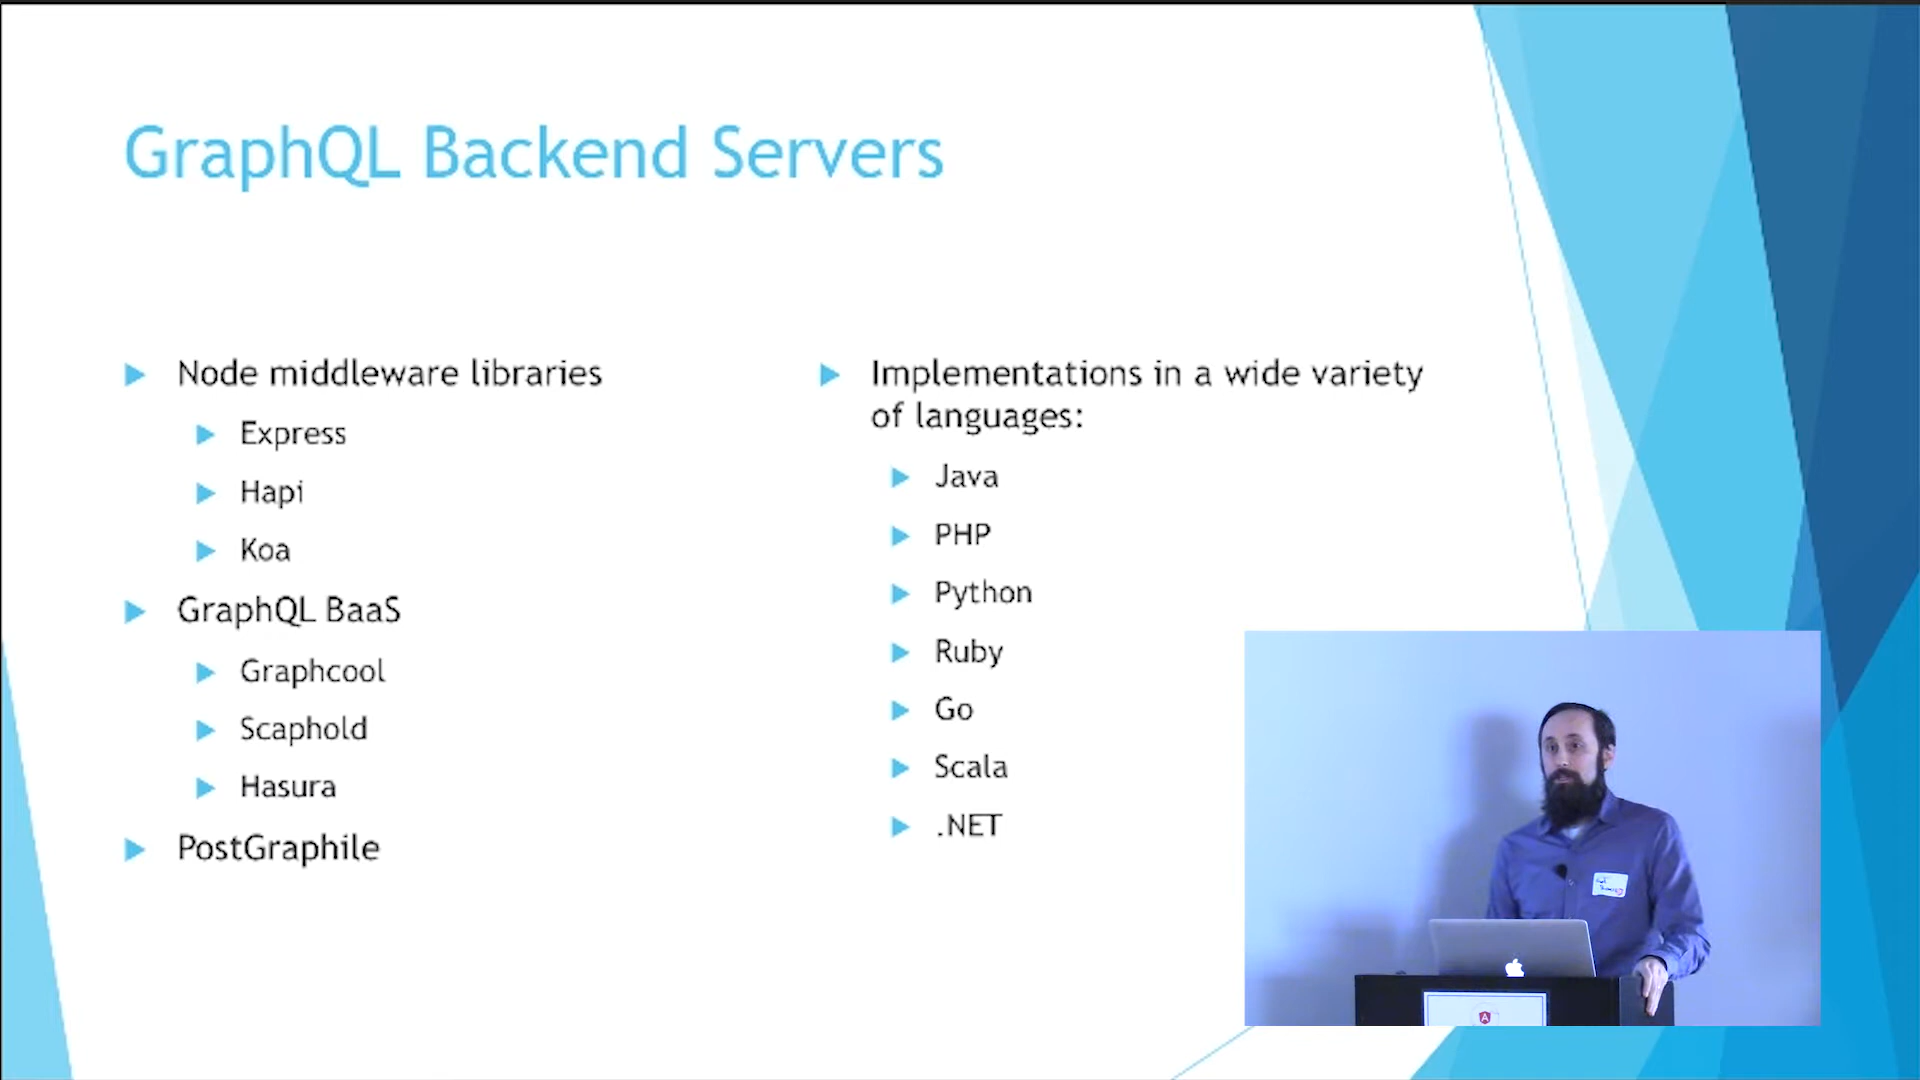 GraphQL Backend Servers
Node middleware libraries
Express
Hapi
Koa
GraphQL BaaS
Graphcool
Scaphold
Hasura
PostGraphile
Implementations in a wide variety
of languages:
Java
PHP
Python
Ruby
Go
Scala
.NET
A